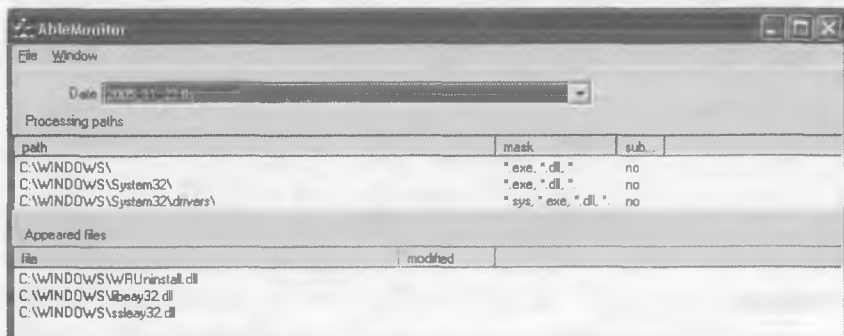 AbleMonitor
File Window
Date
Processing paths
path mask sub...
C:\WINDOWS\ *.exe, *.dll, *. no
C:\WINDOWS\System32\ *.exe, *.dll, *. no
C:\WINDOWS\System32\drivers\ *.sys, *.exe, *.dll, *. no
Appeared files
file modified
C:\WINDOWS\WRUninstall.dll
C:\WINDOWS\libeay32.dll
C:\WINDOWS\ssleay32.dll